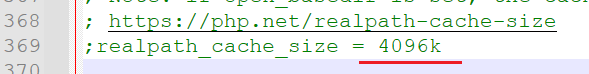 368 ; https://php.net/realpath-cache-size
369 ;realpath_cache_size = 4096k
370